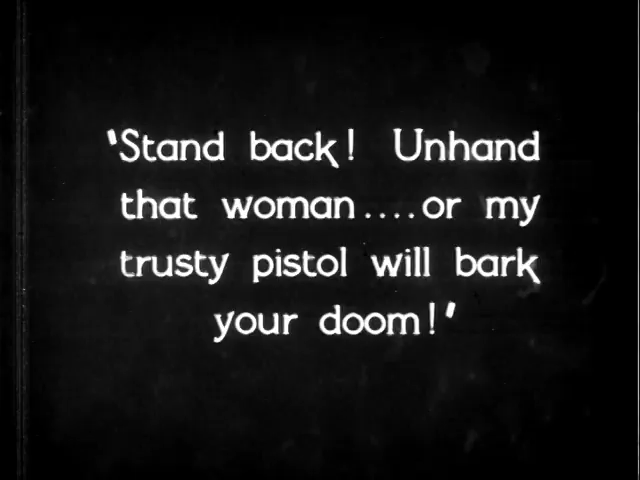 'Stand back! Unhand
that woman....or my
trusty pistol will bark
your doom!'